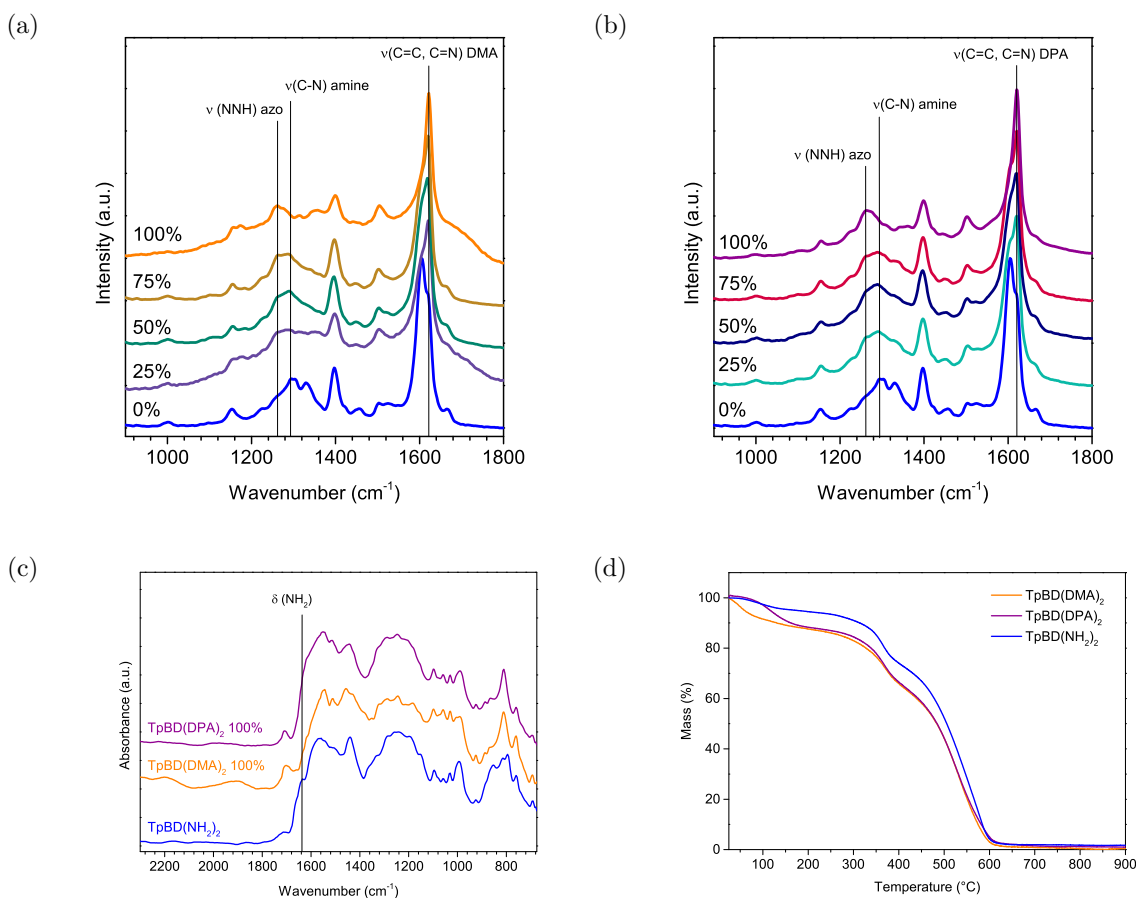 (a)
ν(C=C, C=N) DMA
ν(C-N) amine
ν (NNH) azo
Intensity (a.u.)
100%
75%
50%
25%
0%
1000 1200 1400 1600 1800
Wavenumber (cm⁻¹)
(b)
ν(C=C, C=N) DPA
ν(C-N) amine
ν (NNH) azo
Intensity (a.u.)
100%
75%
50%
25%
0%
1000 1200 1400 1600 1800
Wavenumber (cm⁻¹)
(c)
δ (NH₂)
Absorbance (a.u.)
TpBD(DPA)₂ 100%
TpBD(DMA)₂ 100%
TpBD(NH₂)₂
2200 2000 1800 1600 1400 1200 1000 800
Wavenumber (cm⁻¹)
(d)
TpBD(DMA)₂
TpBD(DPA)₂
TpBD(NH₂)₂
Mass (%)
100
80
60
40
20
0
100 200 300 400 500 600 700 800 900
Temperature (°C)